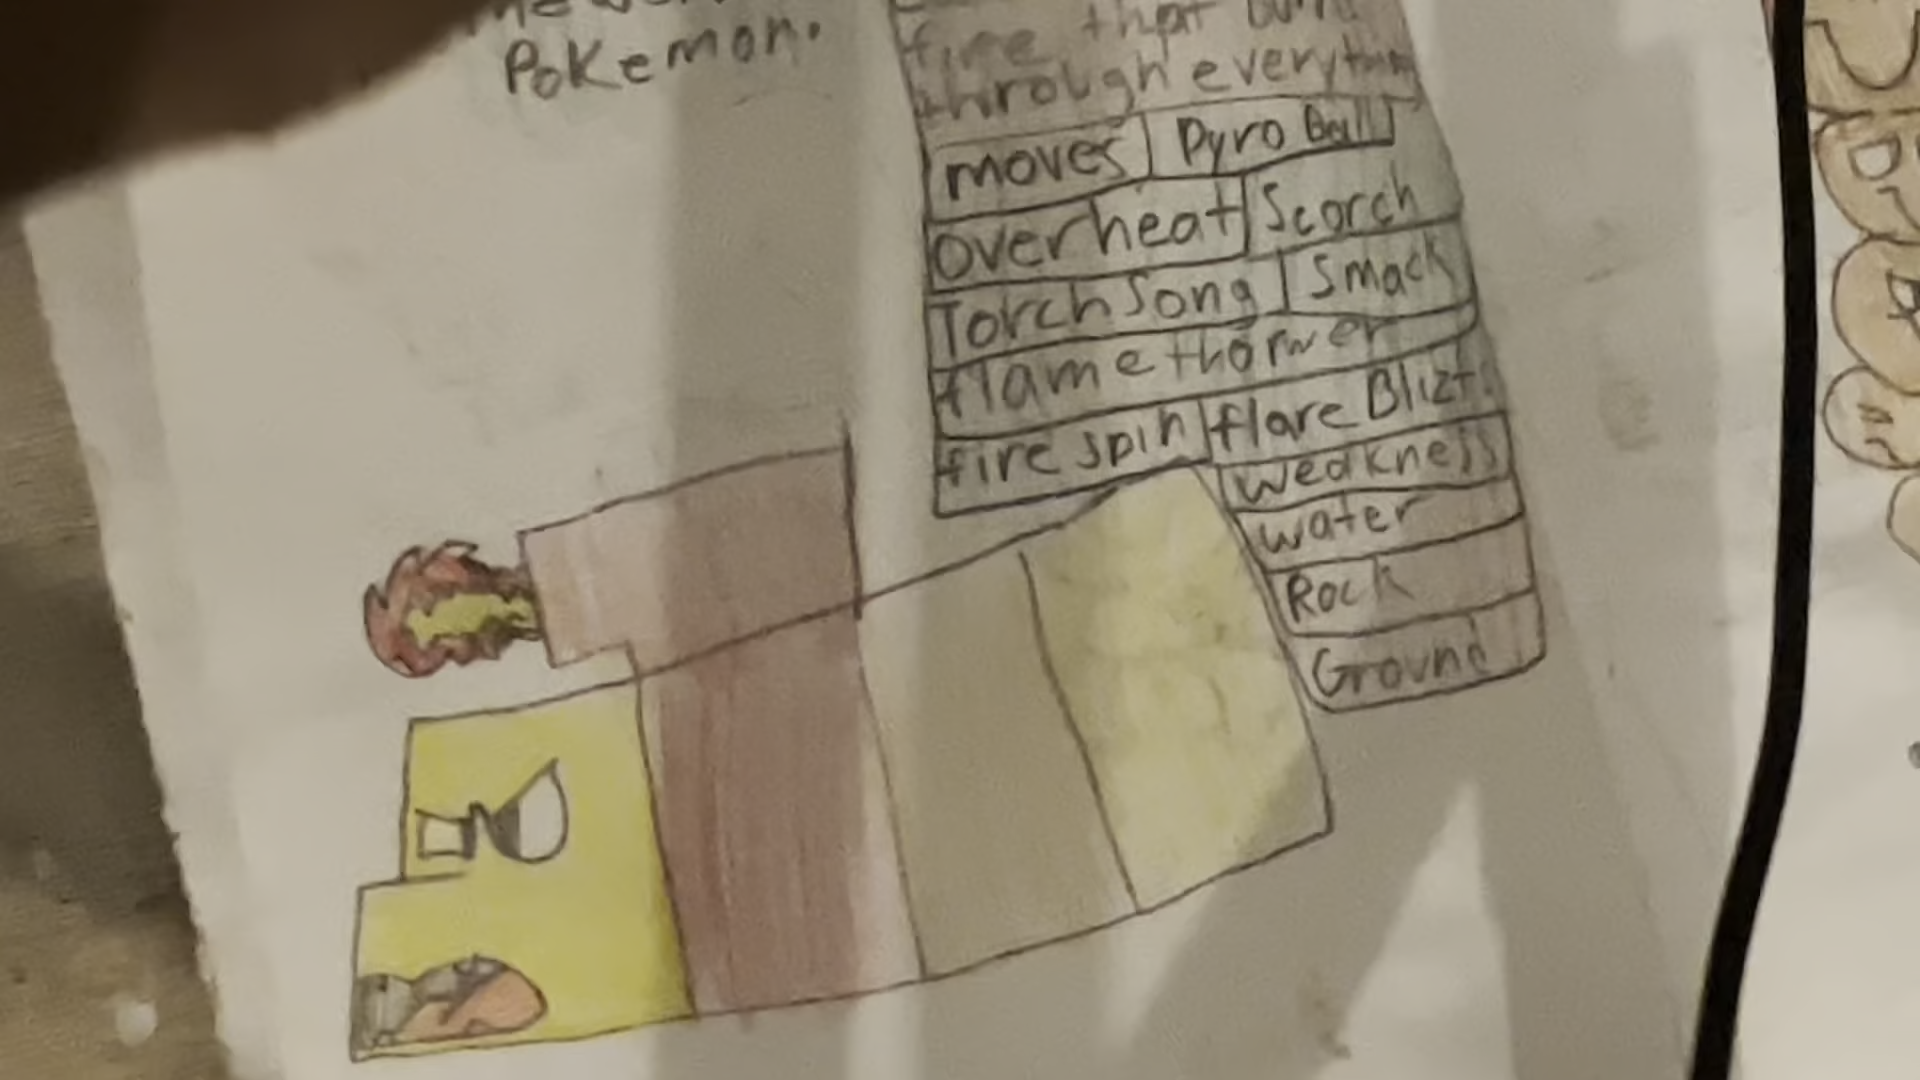 Pokemon.
fire that
through everything
moves Pyro Ball
overheat Scorch
Torch Song Smack
flamethorwer
fire spin flare Blizt
weakness
water
Rock
Ground